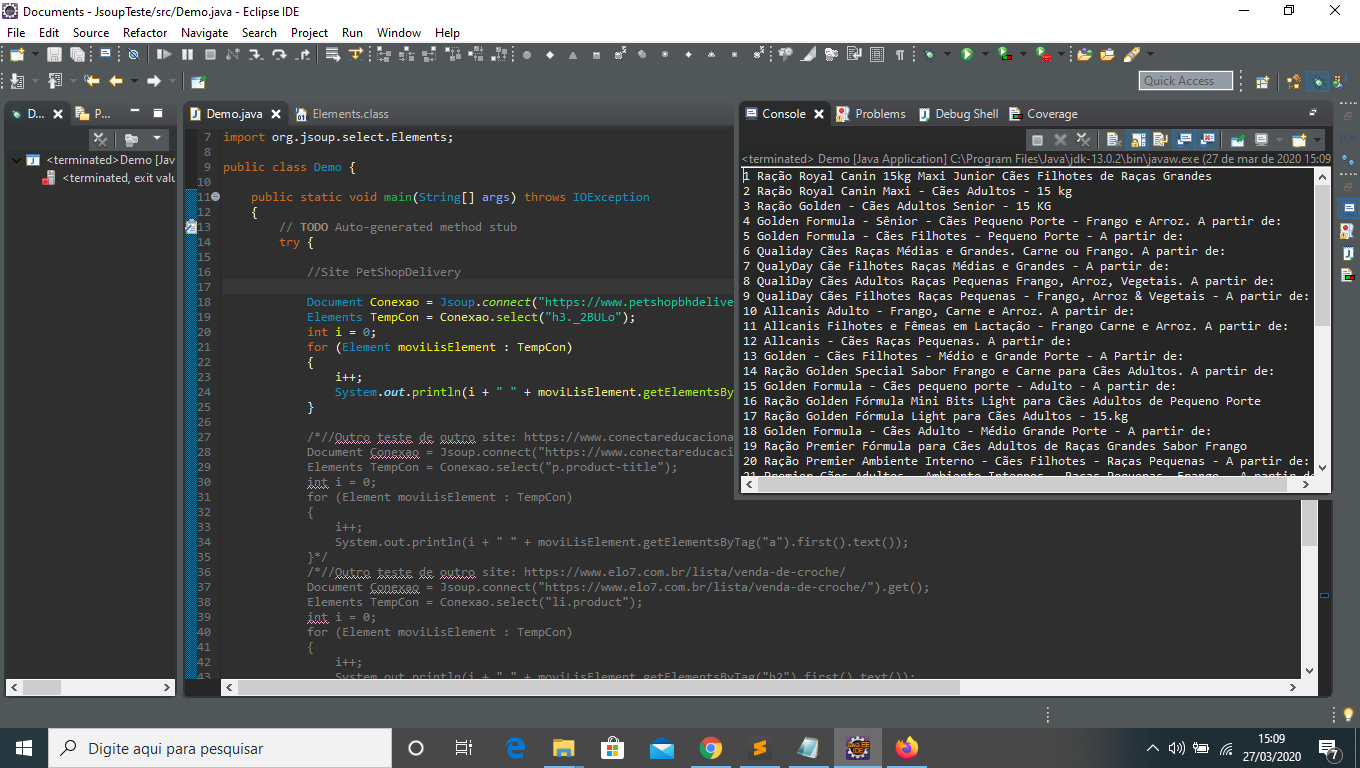 Documents - JsoupTeste/src/Demo.java - Eclipse IDE
File Edit Source Refactor Navigate Search Project Run Window Help
Quick Access
D... P...
<terminated>Demo [Jav
<terminated, exit valu
Demo.java Elements.class
7 import org.jsoup.select.Elements;
8
9 public class Demo {
10
11 public static void main(String[] args) throws IOException
12 {
13 // TODO Auto-generated method stub
14 try {
15
16 //Site PetShopDelivery
17
18 Document Conexao = Jsoup.connect("https://www.petshopbhdelive
19 Elements TempCon = Conexao.select("h3._2BULo");
20 int i = 0;
21 for (Element moviLisElement : TempCon)
22 {
23 i++;
24 System.out.println(i + " " + moviLisElement.getElementsBy
25 }
26
27 /*//Outro teste de outro site: https://www.conectareducaciona
28 Document Conexao = Jsoup.connect("https://www.conectareducaci
29 Elements TempCon = Conexao.select("p.product-title");
30 int i = 0;
31 for (Element moviLisElement : TempCon)
32 {
33 i++;
34 System.out.println(i + " " + moviLisElement.getElementsByTag("a").first().text());
35 }*/
36 /*//Outro teste de outro site: https://www.elo7.com.br/lista/venda-de-croche/
37 Document Conexao = Jsoup.connect("https://www.elo7.com.br/lista/venda-de-croche/").get();
38 Elements TempCon = Conexao.select("li.product");
39 int i = 0;
40 for (Element moviLisElement : TempCon)
41 {
42 i++;
43 System.out.println(i + " " + moviLisElement.getElementsByTag("h2").first().text());
Console Problems Debug Shell Coverage
<terminated> Demo [Java Application] C:\Program Files\Java\jdk-13.0.2\bin\javaw.exe (27 de mar de 2020 15:09
1 Ração Royal Canin 15kg Maxi Junior Cães Filhotes de Raças Grandes
2 Ração Royal Canin Maxi - Cães Adultos - 15 kg
3 Ração Golden - Cães Adultos Senior - 15 KG
4 Golden Formula - Sênior - Cães Pequeno Porte - Frango e Arroz. A partir de:
5 Golden Formula - Cães Filhotes - Pequeno Porte - A partir de:
6 Qualiday Cães Raças Médias e Grandes. Carne ou Frango. A partir de:
7 QualyDay Cãe Filhotes Raças Médias e Grandes - A partir de:
8 QualiDay Cães Adultos Raças Pequenas Frango, Arroz, Vegetais. A partir de:
9 QualiDay Cães Filhotes Raças Pequenas - Frango, Arroz & Vegetais - A partir de:
10 Allcanis Adulto - Frango, Carne e Arroz. A partir de:
11 Allcanis Filhotes e Fêmeas em Lactação - Frango Carne e Arroz. A partir de:
12 Allcanis - Cães Raças Pequenas. A partir de:
13 Golden - Cães Filhotes - Médio e Grande Porte - A Partir de:
14 Ração Golden Special Sabor Frango e Carne para Cães Adultos. A partir de:
15 Golden Formula - Cães pequeno porte - Adulto - A partir de:
16 Ração Golden Fórmula Mini Bits Light para Cães Adultos de Pequeno Porte
17 Ração Golden Fórmula Light para Cães Adultos - 15.kg
18 Golden Formula - Cães Adulto - Médio Grande Porte - A partir de:
19 Ração Premier Fórmula para Cães Adultos de Raças Grandes Sabor Frango
20 Ração Premier Ambiente Interno - Cães Filhotes - Raças Pequenas - A partir de:
21 Premier Cães Adulto - Ambiente Internos - Raças Pequenas. Frango - A partir de
Digite aqui para pesquisar
15:09
27/03/2020
7